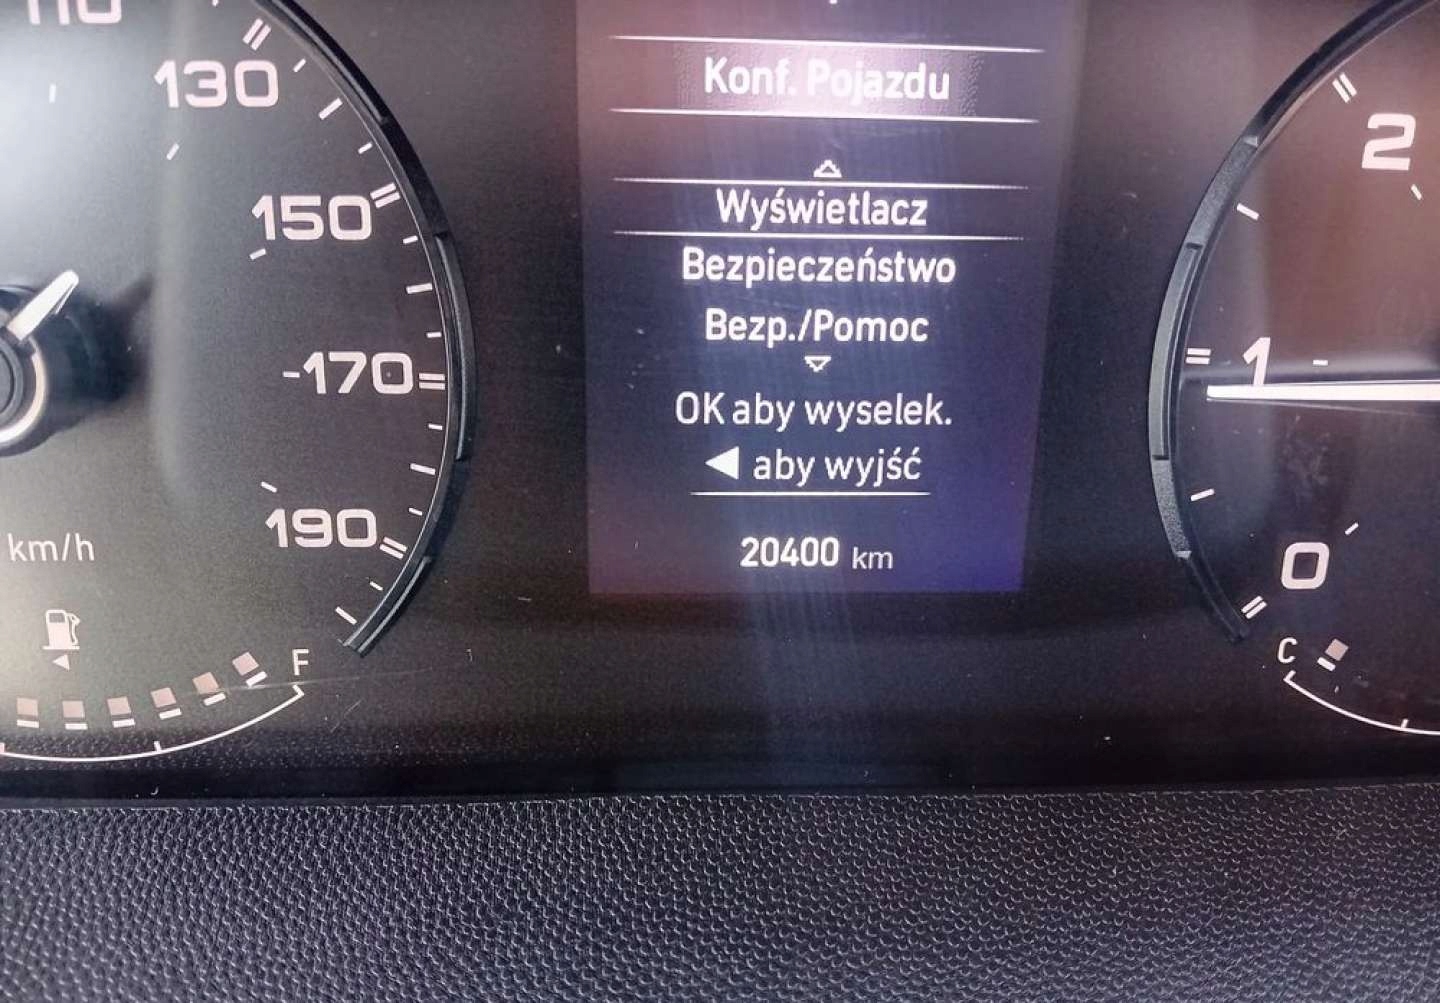 110
130
150
170
190
km/h
F
Konf. Pojazdu
Wyświetlacz
Bezpieczeństwo
Bezp./Pomoc
OK aby wyselek.
◀ aby wyjść
20400 km
2
1
0
C